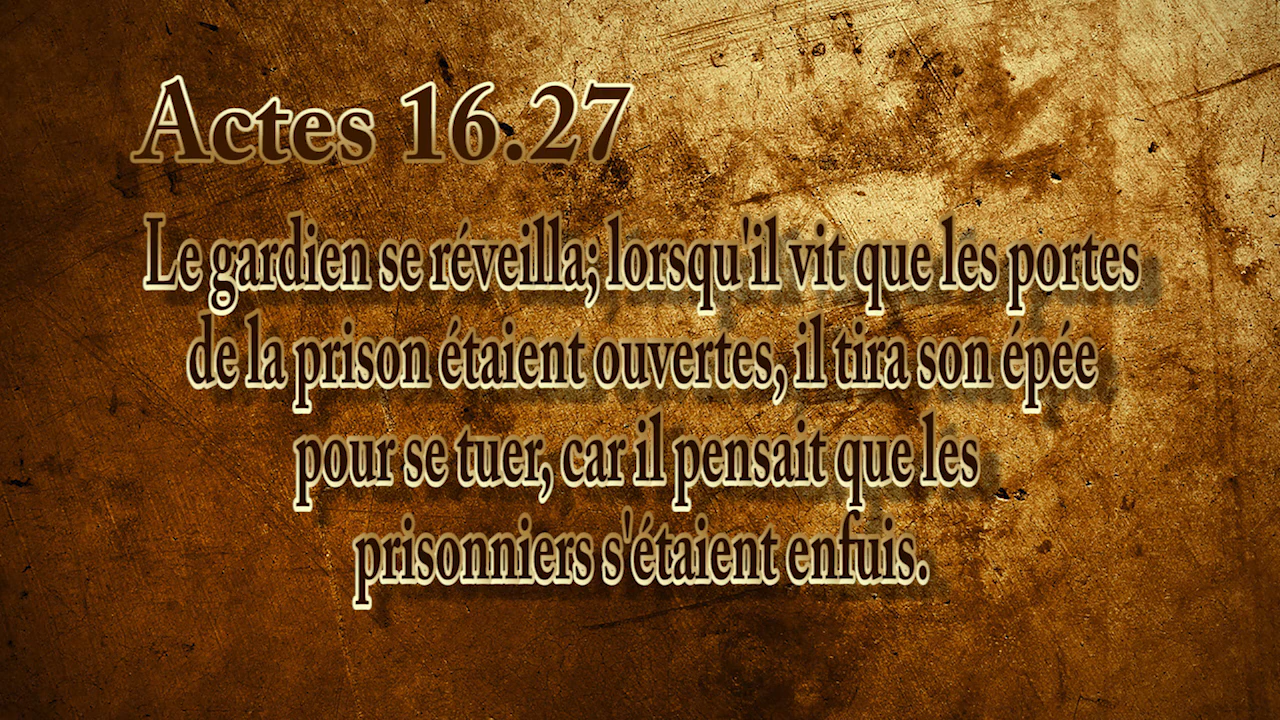 Actes 16.27
Le gardien se réveilla; lorsqu'il vit que les portes
de la prison étaient ouvertes, il tira son épée
pour se tuer, car il pensait que les
prisonniers s'étaient enfuis.